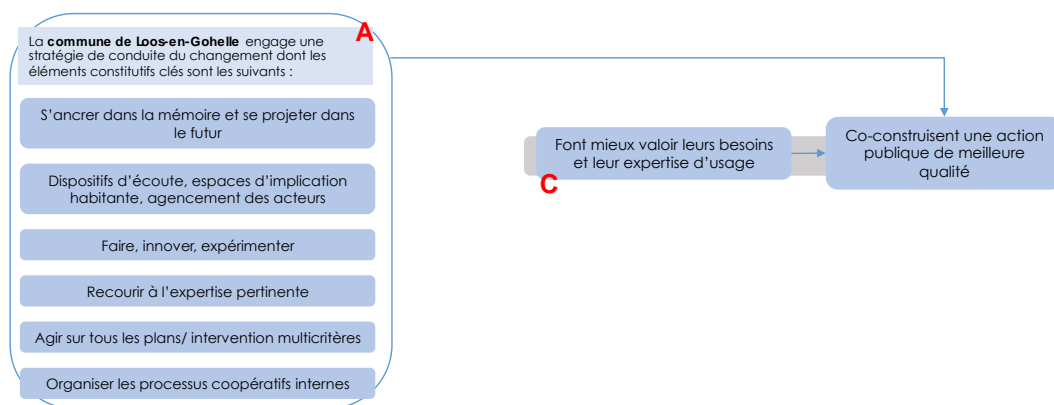 A
La commune de Loos-en-Gohelle engage une
stratégie de conduite du changement dont les
éléments constitutifs clés sont les suivants :
S'ancrer dans la mémoire et se projeter dans
le futur
Dispositifs d'écoute, espaces d'implication
habitante, agencement des acteurs
Faire, innover, expérimenter
Recourir à l'expertise pertinente
Agir sur tous les plans/ intervention multicritères
Organiser les processus coopératifs internes
Font mieux valoir leurs besoins
et leur expertise d'usage
C
Co-construisent une action
publique de meilleure
qualité